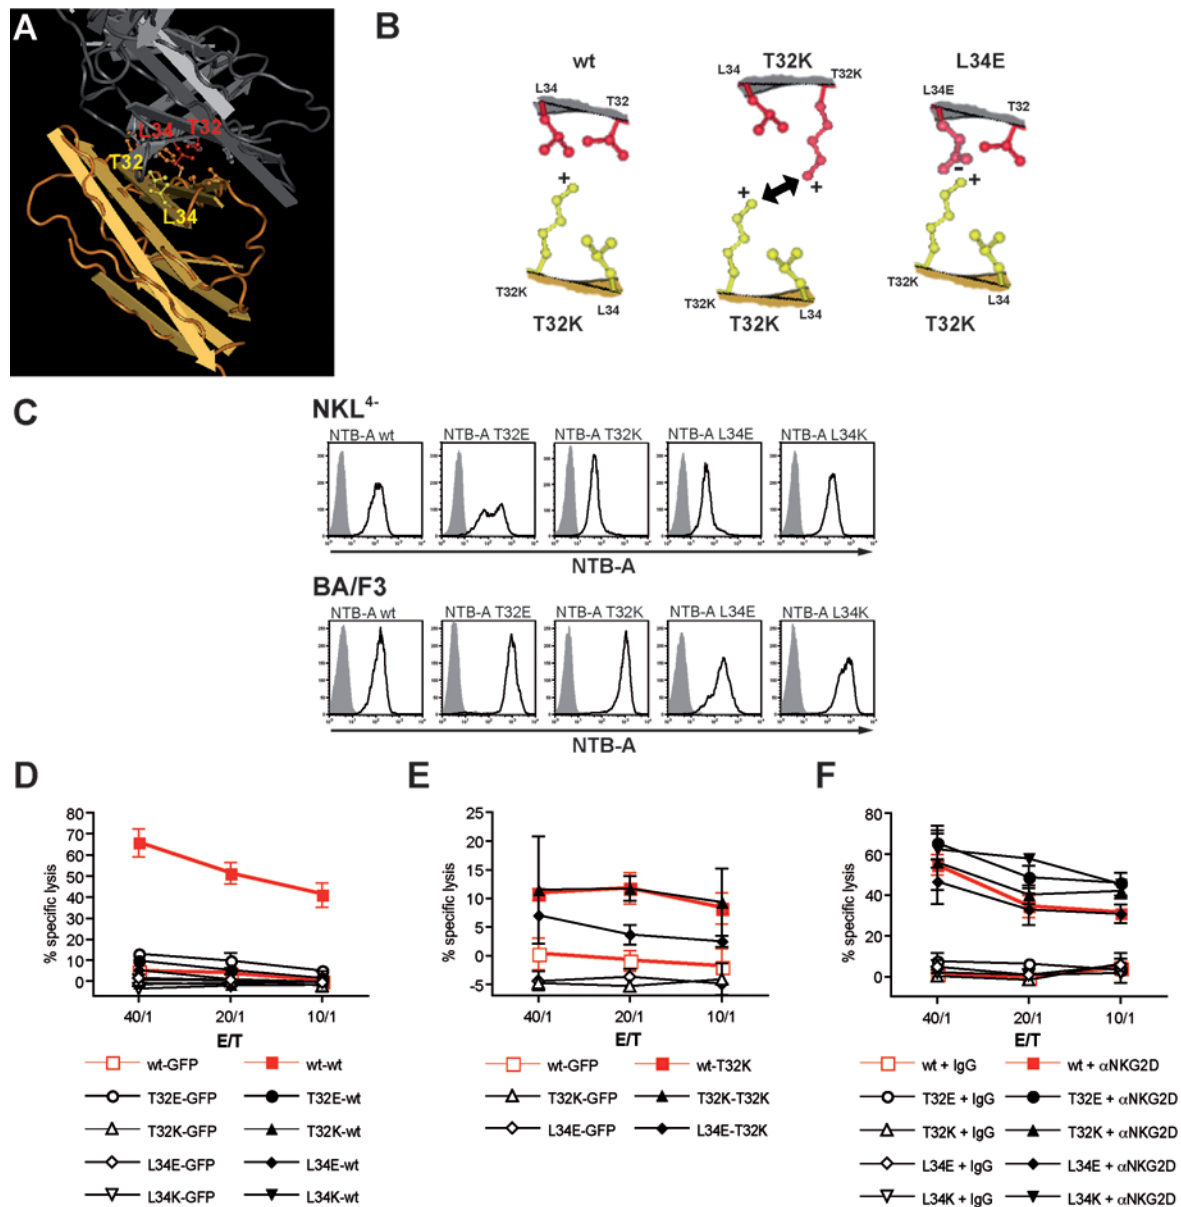 A
L34 T32
T32
L34
B
wt T32K L34E
L34 T32
L34 T32K
L34E T32
+
+ +
- +
T32K L34
T32K L34
T32K L34
T32K T32K T32K
C
NKL4-
NTB-A wt NTB-A T32E NTB-A T32K NTB-A L34E NTB-A L34K
NTB-A
BA/F3
NTB-A wt NTB-A T32E NTB-A T32K NTB-A L34E NTB-A L34K
NTB-A
D
% specific lysis
80
70
60
50
40
30
20
10
0
40/1 20/1 10/1
E/T
wt-GFP wt-wt
T32E-GFP T32E-wt
T32K-GFP T32K-wt
L34E-GFP L34E-wt
L34K-GFP L34K-wt
E
% specific lysis
25
20
15
10
5
0
-5
40/1 20/1 10/1
E/T
wt-GFP wt-T32K
T32K-GFP T32K-T32K
L34E-GFP L34E-T32K
F
% specific lysis
80
60
40
20
0
40/1 20/1 10/1
E/T
wt + IgG wt + αNKG2D
T32E + IgG T32E + αNKG2D
T32K + IgG T32K + αNKG2D
L34E + IgG L34E + αNKG2D
L34K + IgG L34K + αNKG2D